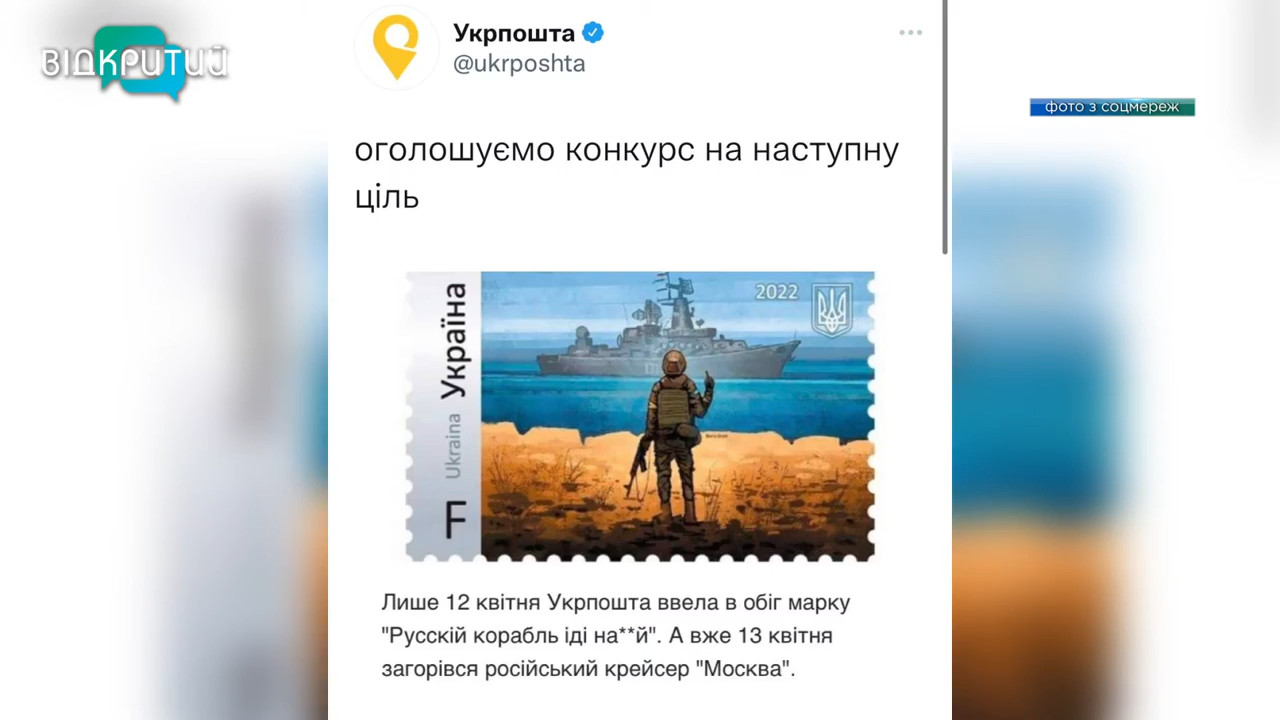 ВІДКРИТИЙ
Укрпошта
@ukrposhta
фото з соцмереж
оголошуємо конкурс на наступну
ціль
2022
Україна
Ukraina
F
Лише 12 квітня Укрпошта ввела в обіг марку
"Русскій корабль іді на**й". А вже 13 квітня
загорівся російський крейсер "Москва".